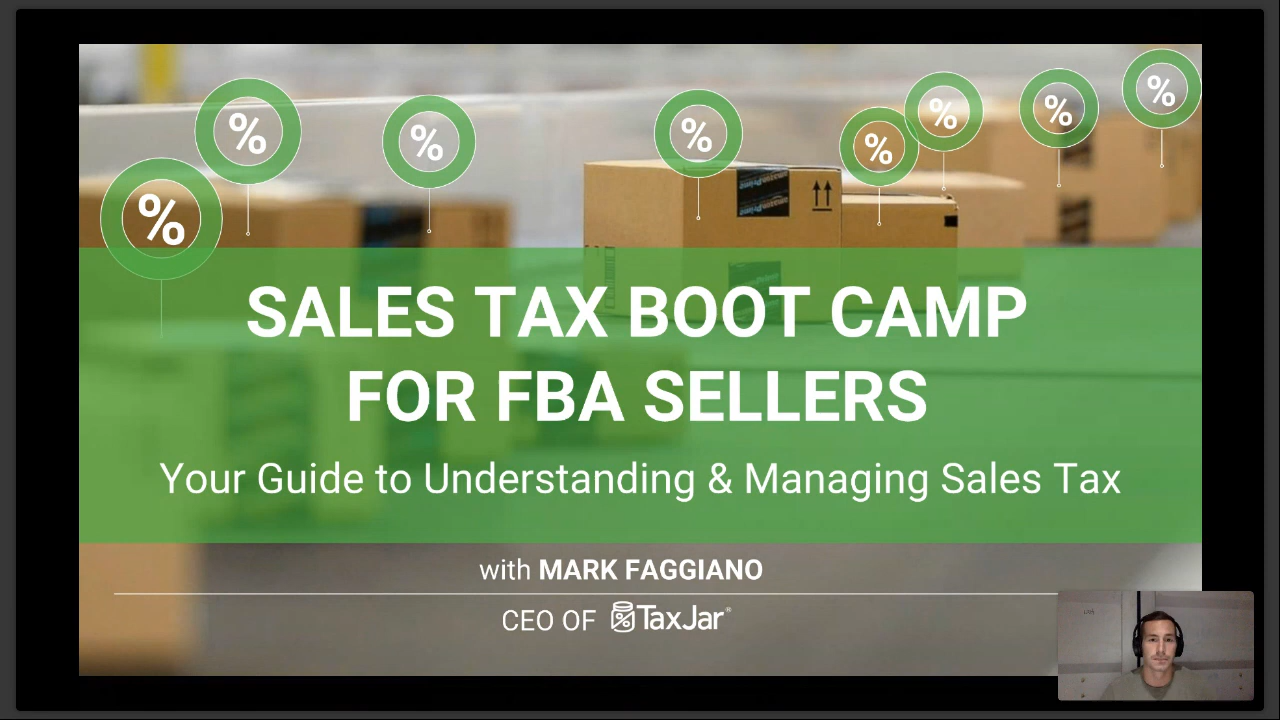 %
%
%
%
%
%
%
%
SALES TAX BOOT CAMP
FOR FBA SELLERS
Your Guide to Understanding & Managing Sales Tax
with MARK FAGGIANO
CEO OF TaxJar®